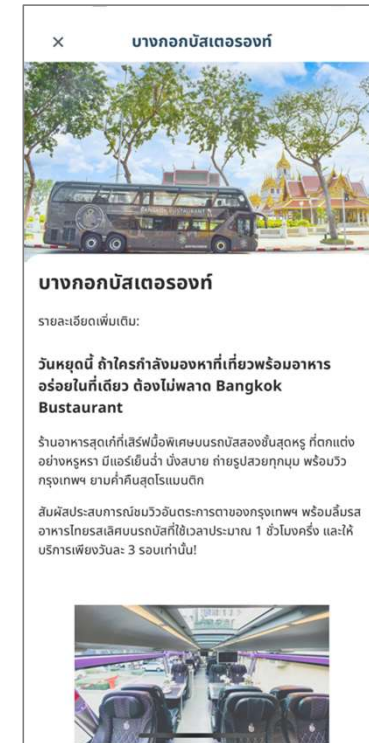 บางกอกบัสเตอรองท์
BANGKOK BUSTAURANT
บางกอกบัสเตอรองท์
รายละเอียดเพิ่มเติม:
วันหยุดนี้ ถ้าใครกำลังมองหาที่เที่ยวพร้อมอาหาร
อร่อยในที่เดียว ต้องไม่พลาด Bangkok
Bustaurant
ร้านอาหารสุดเก๋ที่เสิร์ฟมื้อพิเศษบนรถบัสสองชั้นสุดหรู ที่ตกแต่ง
อย่างหรูหรา มีแอร์เย็นฉ่ำ นั่งสบาย ถ่ายรูปสวยทุกมุม พร้อมวิว
กรุงเทพฯ ยามค่ำคืนสุดโรแมนติก
สัมผัสประสบการณ์ชมวิวอันตระการตาของกรุงเทพฯ พร้อมลิ้มรส
อาหารไทยรสเลิศบนรถบัสที่ใช้เวลาประมาณ 1 ชั่วโมงครึ่ง และให้
บริการเพียงวันละ 3 รอบเท่านั้น!